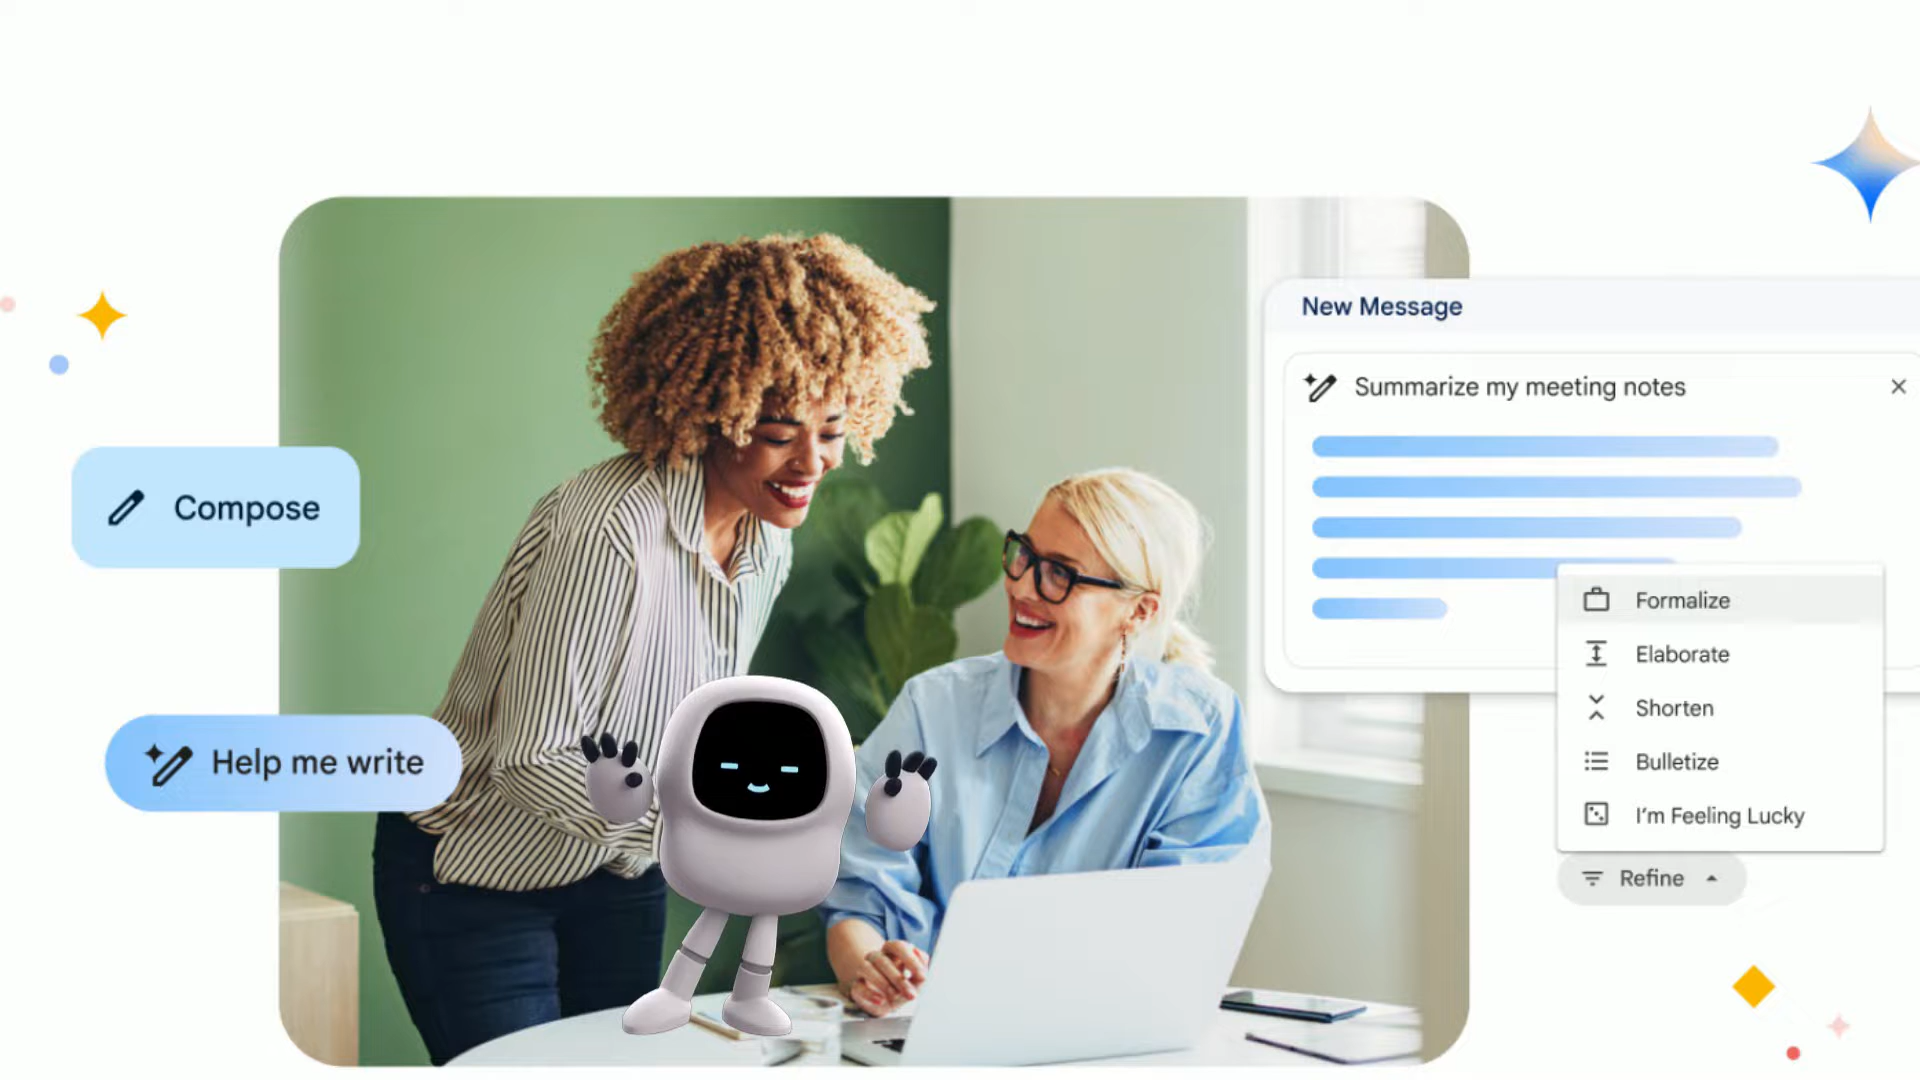 New Message
Summarize my meeting notes
Compose
Formalize
Elaborate
Shorten
Help me write
Bulletize
I'm Feeling Lucky
Refine